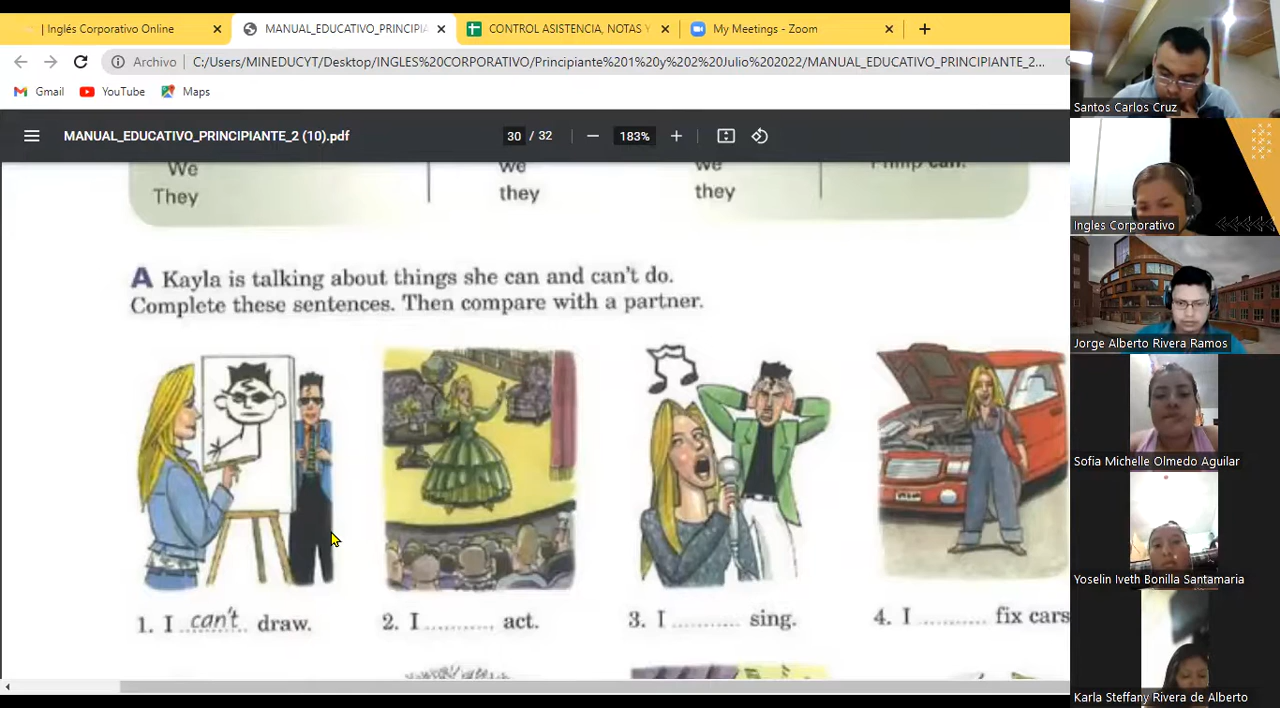 | Inglés Corporativo Online
MANUAL_EDUCATIVO_PRINCIPIA
CONTROL ASISTENCIA, NOTAS Y
My Meetings - Zoom
Archivo | C:/Users/MINEDUCYT/Desktop/INGLES%20CORPORATIVO/Principiante%201%20y%202%20Julio%202022/MANUAL_EDUCATIVO_PRINCIPIANTE_2...
Gmail YouTube Maps
MANUAL_EDUCATIVO_PRINCIPIANTE_2 (10).pdf
30 / 32
183%
We we we
They they they
A Kayla is talking about things she can and can't do.
Complete these sentences. Then compare with a partner.
1. I can't draw.
2. I .......... act.
3. I .......... sing.
4. I .......... fix cars
Santos Carlos Cruz
Ingles Corporativo
Jorge Alberto Rivera Ramos
Sofia Michelle Olmedo Aguilar
Yoselin Iveth Bonilla Santamaria
Karla Steffany Rivera de Alberto